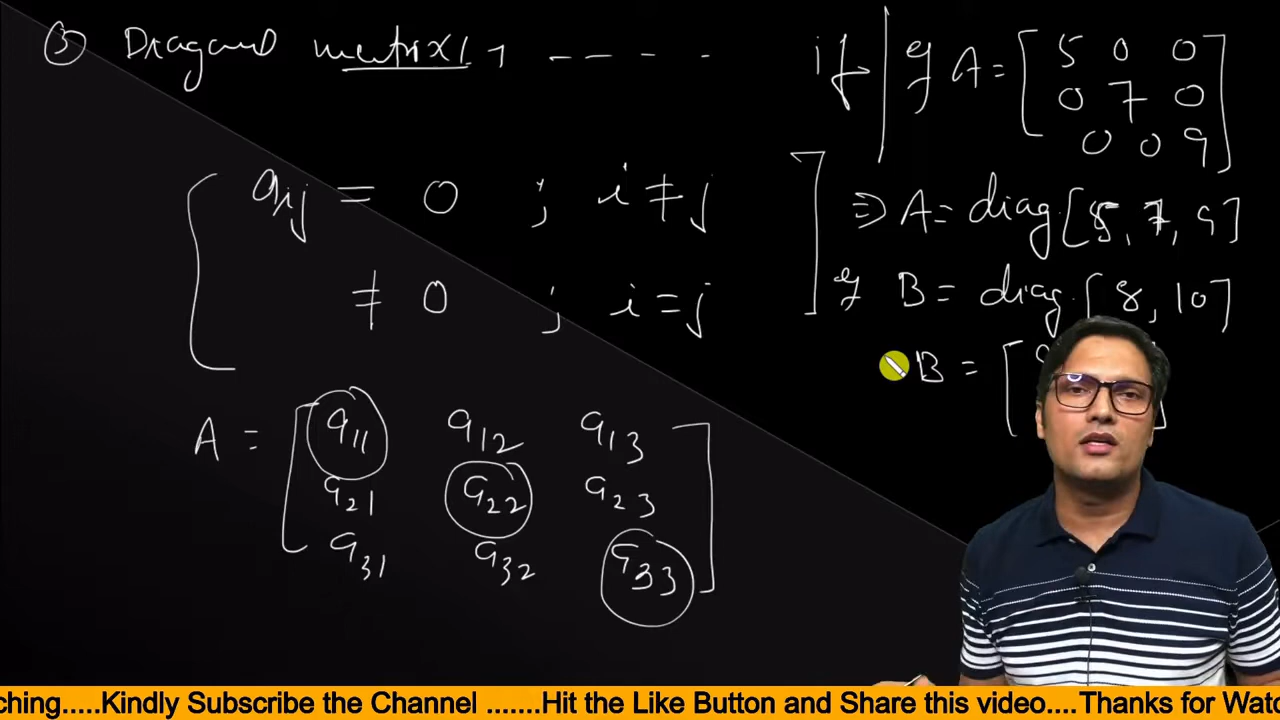 ③ Diagonal matrix :→ ---- if
[ aij = 0 ; i ≠ j
≠ 0 ; i = j ]
A = [ a11 a12 a13
a21 a22 a23
a31 a32 a33 ]
eg A = [ 5 0 0
0 7 0
0 0 9 ]
⇒ A = diag. [5, 7, 9]
eg B = diag. [8, 10]
B = [
ching.....Kindly Subscribe the Channel .......Hit the Like Button and Share this video....Thanks for Watc